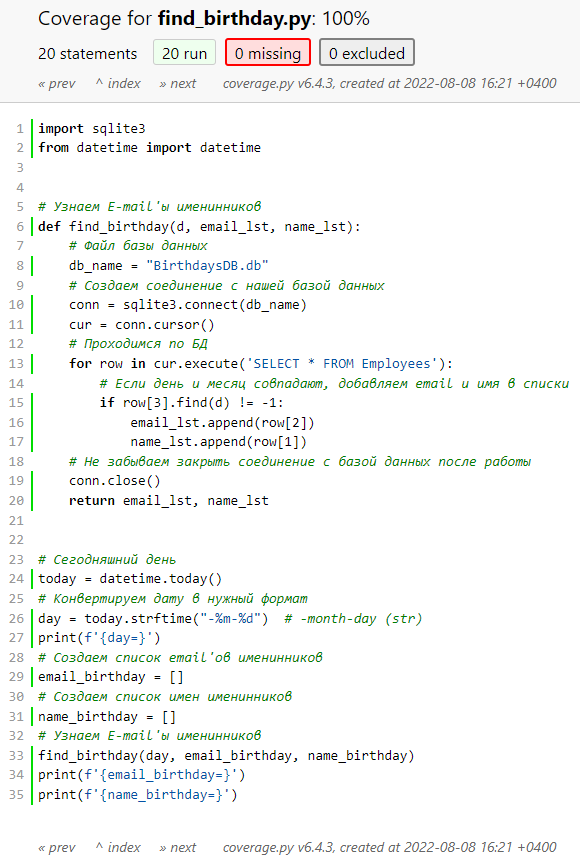 Coverage for find_birthday.py: 100%
20 statements 20 run 0 missing 0 excluded
« prev ^ index » next coverage.py v6.4.3, created at 2022-08-08 16:21 +0400
1 import sqlite3
2 from datetime import datetime
3
4
5 # Узнаем E-mail'ы именинников
6 def find_birthday(d, email_lst, name_lst):
7     # Файл базы данных
8     db_name = "BirthdaysDB.db"
9     # Создаем соединение с нашей базой данных
10     conn = sqlite3.connect(db_name)
11     cur = conn.cursor()
12     # Проходимся по БД
13     for row in cur.execute('SELECT * FROM Employees'):
14         # Если день и месяц совпадают, добавляем email и имя в списки
15         if row[3].find(d) != -1:
16             email_lst.append(row[2])
17             name_lst.append(row[1])
18     # Не забываем закрыть соединение с базой данных после работы
19     conn.close()
20     return email_lst, name_lst
21
22
23 # Сегодняшний день
24 today = datetime.today()
25 # Конвертируем дату в нужный формат
26 day = today.strftime("-%m-%d")  # -month-day (str)
27 print(f'{day=}')
28 # Создаем список email'ов именинников
29 email_birthday = []
30 # Создаем список имен именинников
31 name_birthday = []
32 # Узнаем E-mail'ы именинников
33 find_birthday(day, email_birthday, name_birthday)
34 print(f'{email_birthday=}')
35 print(f'{name_birthday=}')
« prev ^ index » next coverage.py v6.4.3, created at 2022-08-08 16:21 +0400